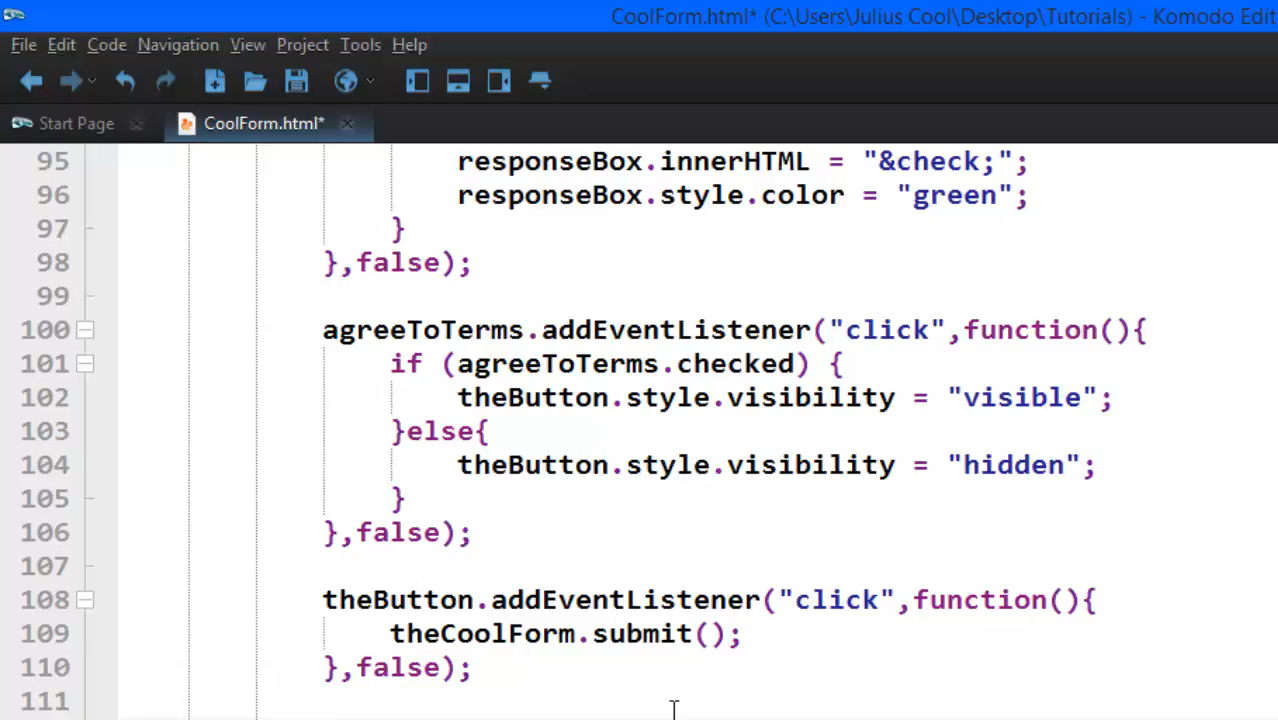 CoolForm.html* (C:\Users\Julius Cool\Desktop\Tutorials) - Komodo Edit
File Edit Code Navigation View Project Tools Help
Start Page CoolForm.html*
95 responseBox.innerHTML = "&check;";
96 responseBox.style.color = "green";
97 }
98 },false);
99
100 agreeToTerms.addEventListener("click",function(){
101 if (agreeToTerms.checked) {
102 theButton.style.visibility = "visible";
103 }else{
104 theButton.style.visibility = "hidden";
105 }
106 },false);
107
108 theButton.addEventListener("click",function(){
109 theCoolForm.submit();
110 },false);
111